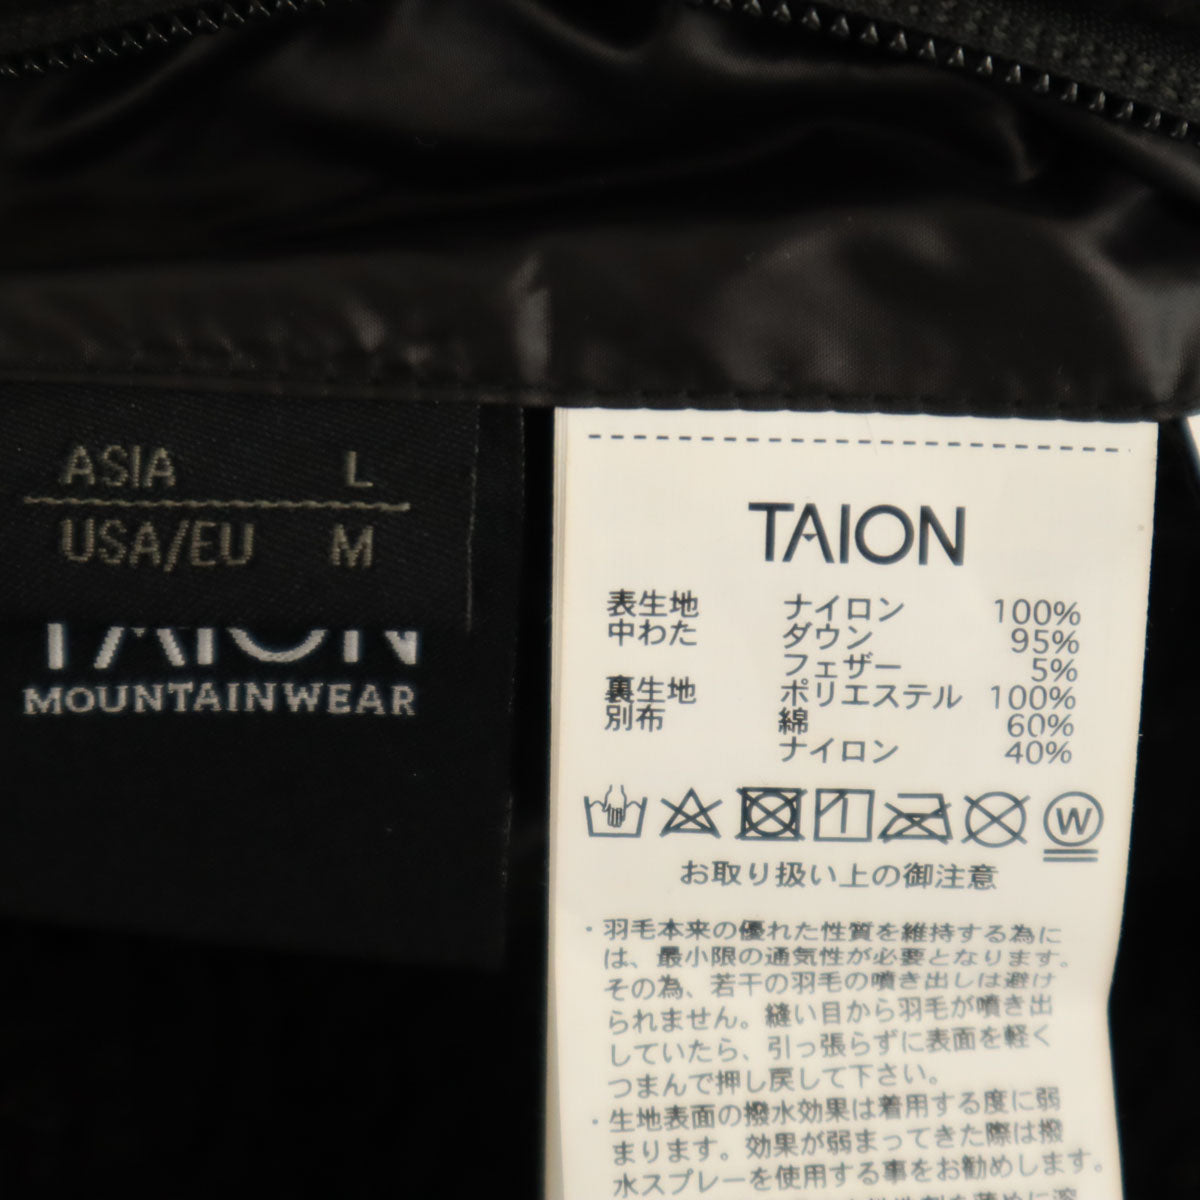 ASIA L
USA/EU M
TAION
MOUNTAINWEAR
TAION
表生地 ナイロン 100%
中わた ダウン 95%
フェザー 5%
裏生地 ポリエステル 100%
別布 綿 60%
ナイロン 40%
W
お取り扱い上の御注意
・羽毛本来の優れた性質を維持する為に
は、最小限の通気性が必要となります。
その為、若干の羽毛の噴き出しは避け
られません。縫い目から羽毛が噴き出
していたら、引っ張らずに表面を軽く
つまんで押し戻して下さい。
・生地表面の撥水効果は着用する度に弱
まります。効果が弱まってきた際は撥
水スプレーを使用する事をお勧めします。